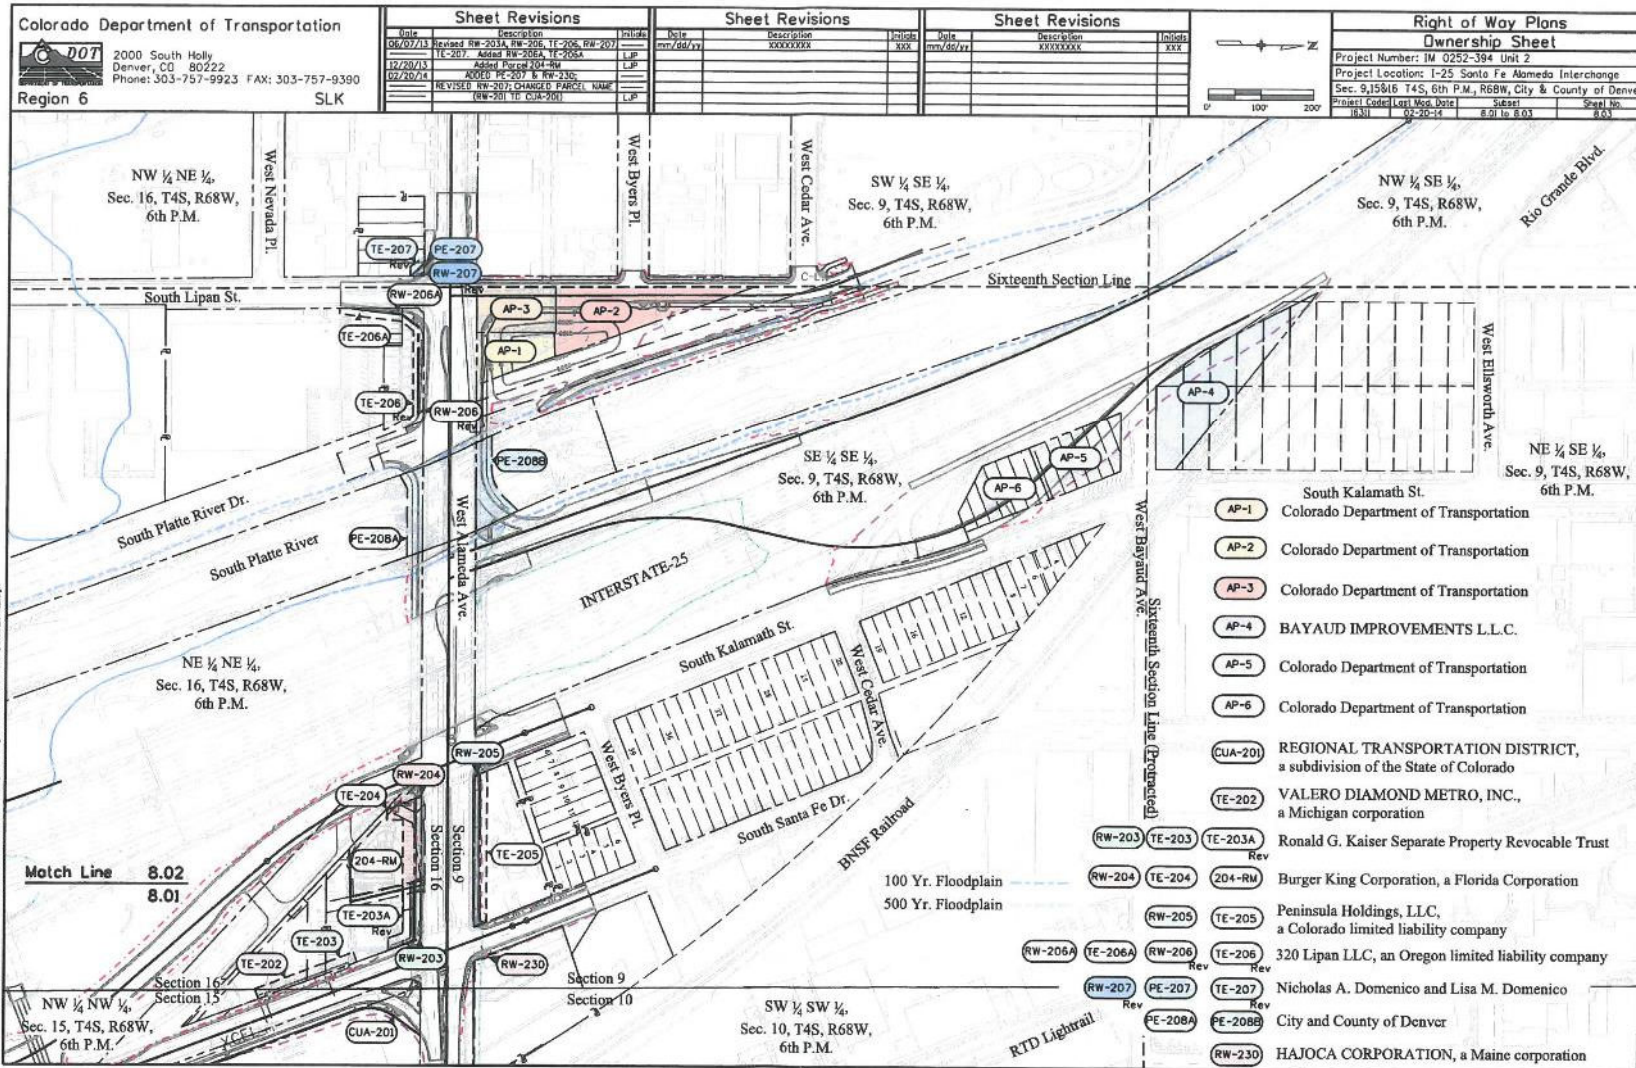 Colorado Department of Transportation
DOT
2000 South Holly
Denver, CO 80222
Phone: 303-757-9923 FAX: 303-757-9390
Region 6 SLK
Sheet Revisions
Date Description Initials
06/07/13 Revised RW-203A, RW-206, TE-206, RW-207
TE-207. Added RW-206A, TE-206A LJP
12/20/13 Added Parcel 204-RM LJP
02/20/14 ADDED PE-207 & RW-230;
REVISED RW-207; CHANGED PARCEL NAME
(RW-201 TO CUA-201) LJP
Sheet Revisions
Date Description Initials
mm/dd/yy XXXXXXXX XXX
Sheet Revisions
Date Description Initials
mm/dd/yy XXXXXXXX XXX
Z
0' 100' 200'
Right of Way Plans
Ownership Sheet
Project Number: IM 0252-394 Unit 2
Project Location: I-25 Santa Fe Alameda Interchange
Sec. 9,15&16 T4S, 6th P.M., R68W, City & County of Denve
Project Code: Last Mod. Date Subset Sheet No.
16311 02-20-14 8.01 to 8.03 8.03
NW ¼ NE ¼,
Sec. 16, T4S, R68W,
6th P.M.
West Nevada Pl.
West Byers Pl.
West Cedar Ave.
SW ¼ SE ¼,
Sec. 9, T4S, R68W,
6th P.M.
NW ¼ SE ¼,
Sec. 9, T4S, R68W,
6th P.M.
Rio Grande Blvd.
TE-207
Rev
PE-207
RW-207
Rev
South Lipan St.
RW-206A
Sixteenth Section Line
AP-3
AP-2
AP-1
TE-206A
TE-206
Rev
RW-206
Rev
PE-208B
AP-4
West Ellsworth Ave.
AP-5
AP-6
SE ¼ SE ¼,
Sec. 9, T4S, R68W,
6th P.M.
NE ¼ SE ¼,
Sec. 9, T4S, R68W,
6th P.M.
South Kalamath St.
South Platte River Dr.
South Platte River
PE-208A
West Alameda Ave.
INTERSTATE-25
West Bayaud Ave.
Sixteenth Section Line (Protracted)
South Kalamath St.
West Cedar Ave.
NE ¼ NE ¼,
Sec. 16, T4S, R68W,
6th P.M.
RW-205
RW-204
TE-204
West Byers Pl.
South Santa Fe Dr.
BNSF Railroad
Section 16
Section 9
204-RM
TE-205
Match Line 8.02
8.01
TE-203A
Rev
TE-203
TE-202
RW-203
RW-230
Section 16
Section 15
Section 9
Section 10
NW ¼ NW ¼,
Sec. 15, T4S, R68W,
6th P.M.
CUA-201
SW ¼ SW ¼,
Sec. 10, T4S, R68W,
6th P.M.
RTD Lightrail
100 Yr. Floodplain
500 Yr. Floodplain
AP-1 Colorado Department of Transportation
AP-2 Colorado Department of Transportation
AP-3 Colorado Department of Transportation
AP-4 BAYAUD IMPROVEMENTS L.L.C.
AP-5 Colorado Department of Transportation
AP-6 Colorado Department of Transportation
CUA-201 REGIONAL TRANSPORTATION DISTRICT,
a subdivision of the State of Colorado
TE-202 VALERO DIAMOND METRO, INC.,
a Michigan corporation
RW-203 TE-203 TE-203A Ronald G. Kaiser Separate Property Revocable Trust
Rev
RW-204 TE-204 204-RM Burger King Corporation, a Florida Corporation
RW-205 TE-205 Peninsula Holdings, LLC,
a Colorado limited liability company
RW-206A TE-206A RW-206 TE-206 320 Lipan LLC, an Oregon limited liability company
Rev Rev
RW-207 PE-207 TE-207 Nicholas A. Domenico and Lisa M. Domenico
Rev Rev
PE-208A PE-208B City and County of Denver
RW-230 HAJOCA CORPORATION, a Maine corporation